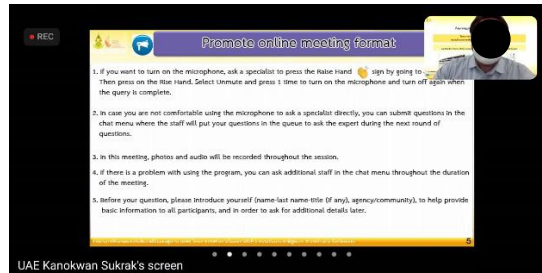 REC
Promote online meeting format
1. If you want to turn on the microphone, ask a specialist to press the Raise Hand sign by going to
Then press on the Rise Hand. Select Unmute and press 1 time to turn on the microphone and turn off again when
the query is complete.
2. In case you are not comfortable using the microphone to ask a specialist directly, you can submit questions in the
chat menu where the staff will put your questions in the queue to ask the expert during the next round of
questions.
3. In this meeting, photos and audio will be recorded throughout the session.
4. If there is a problem with using the program, you can ask additional staff in the chat menu throughout the duration
of the meeting.
5. Before your question, please introduce yourself (name-last name-title (if any), agency/community), to help provide
basic information to all participants, and in order to ask for additional details later.
5
UAE Kanokwan Sukrak's screen